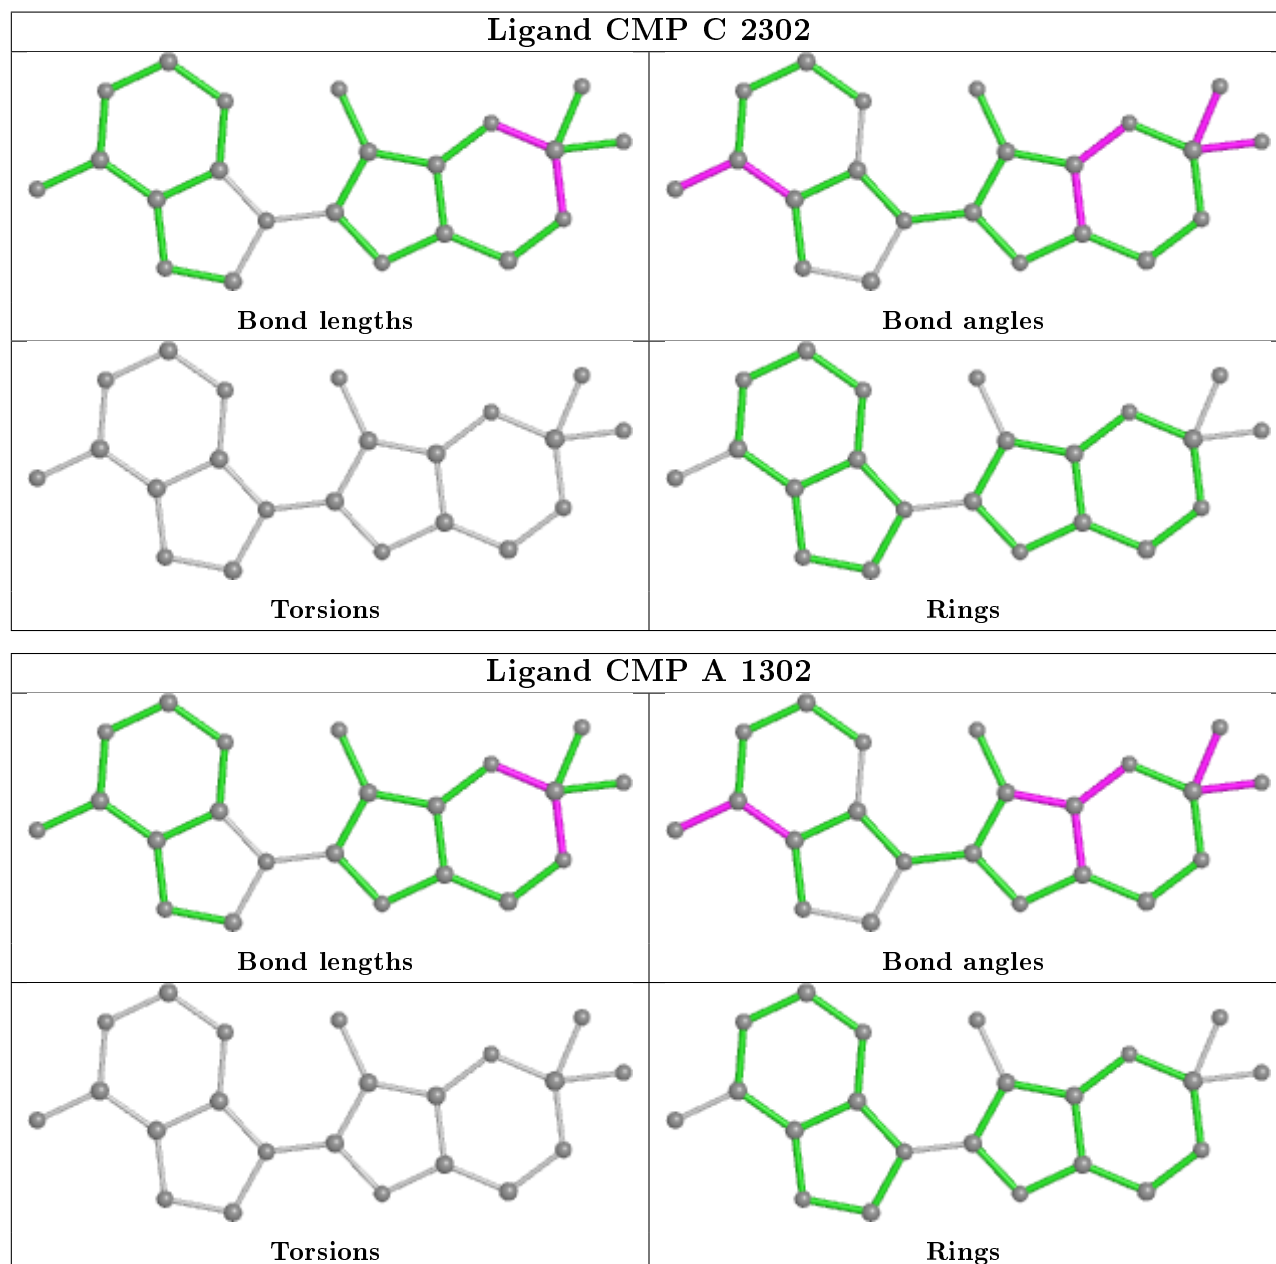 Ligand CMP C 2302
Bond lengths
Bond angles
Torsions
Rings
Ligand CMP A 1302
Bond lengths
Bond angles
Torsions
Rings